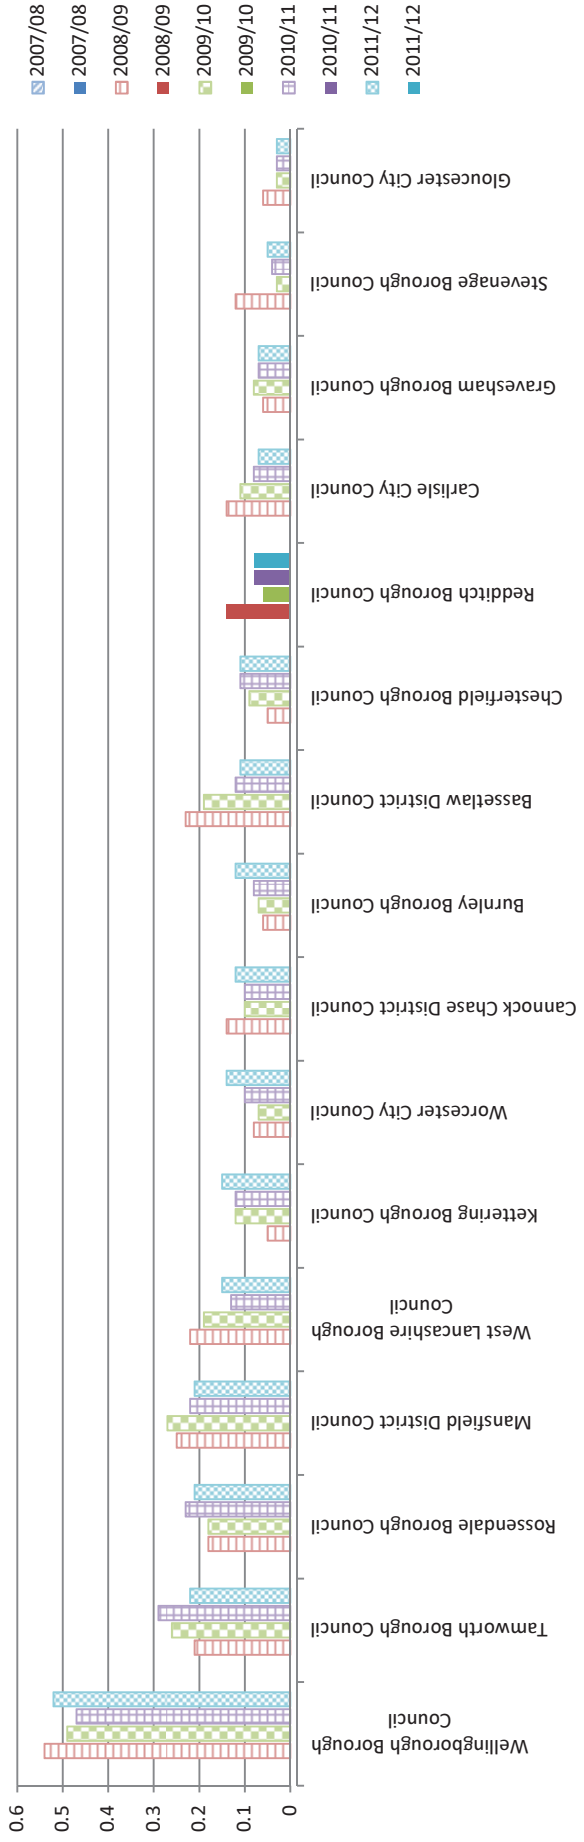 0.6
0.5
0.4
0.3
0.2
0.1
0
Wellingborough Borough
Council
Tamworth Borough Council
Rossendale Borough Council
Mansfield District Council
West Lancashire Borough
Council
Kettering Borough Council
Worcester City Council
Cannock Chase District Council
Burnley Borough Council
Bassetlaw District Council
Chesterfield Borough Council
Redditch Borough Council
Carlisle City Council
Gravesham Borough Council
Stevenage Borough Council
Gloucester City Council
2007/08
2007/08
2008/09
2008/09
2009/10
2009/10
2010/11
2010/11
2011/12
2011/12